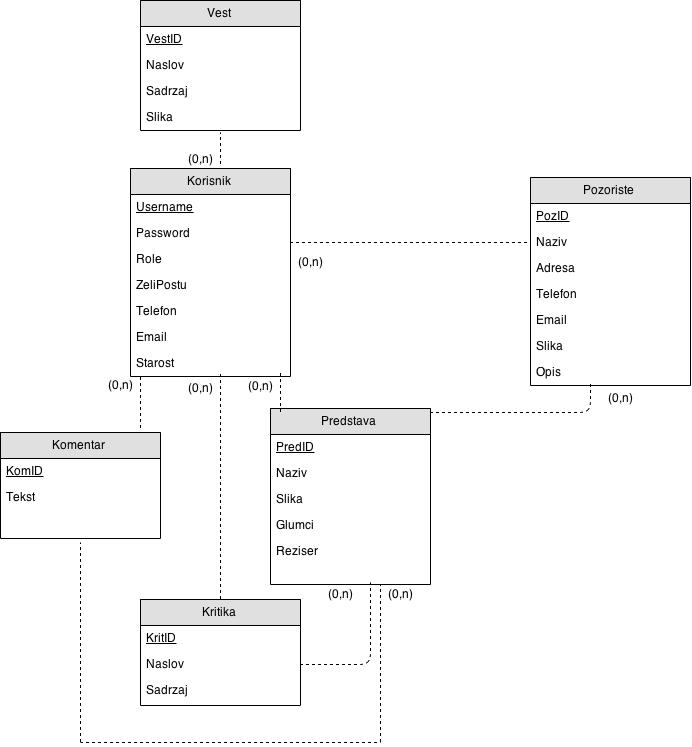 Vest
VestID
Naslov
Sadrzaj
Slika
(0,n)
Korisnik
Username
Password
Role
ZeliPostu
Telefon
Email
Starost
(0,n)
Pozoriste
PozID
Naziv
Adresa
Telefon
Email
Slika
Opis
(0,n)
(0,n)
(0,n)
(0,n)
Komentar
KomID
Tekst
Predstava
PredID
Naziv
Slika
Glumci
Reziser
(0,n)
(0,n)
Kritika
KritID
Naslov
Sadrzaj